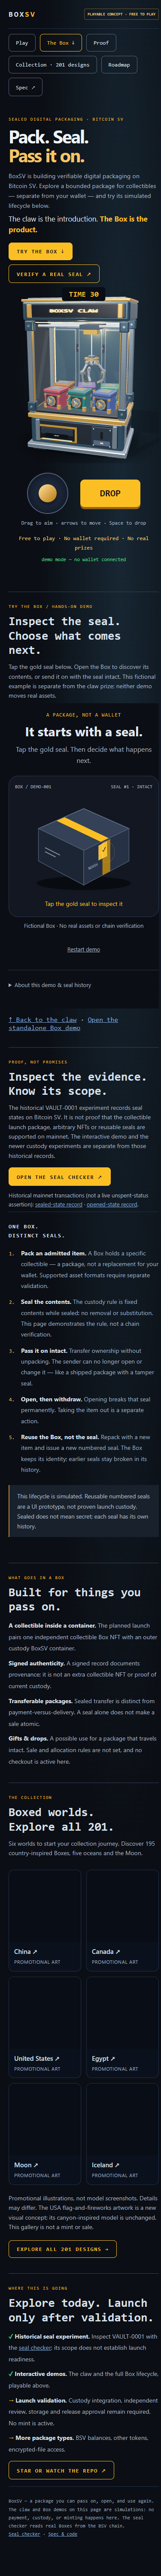 BOXSV
PLAYABLE CONCEPT · FREE TO PLAY
Play
The Box ↓
Proof
Collection · 201 designs
Roadmap
Spec ↗
SEALED DIGITAL PACKAGING · BITCOIN SV
Pack. Seal.
Pass it on.
BoxSV is building verifiable digital packaging on
Bitcoin SV. Explore a bounded package for collectibles
— separate from your wallet — and try its simulated
lifecycle below.
The claw is the introduction. The Box is the
product.
TRY THE BOX ↓
VERIFY A REAL SEAL ↗
TIME 30
BOXSV CLAW
DROP
Drag to aim · arrows to move · Space to drop
Free to play · No wallet required · No real
prizes
demo mode — no wallet connected
TRY THE BOX / HANDS-ON DEMO
Inspect the seal.
Choose what comes
next.
Tap the gold seal below. Open the Box to discover its
contents, or send it on with the seal intact. This fictional
example is separate from the claw prize: neither demo
moves real assets.
A PACKAGE, NOT A WALLET
It starts with a seal.
Tap the gold seal. Then decide what happens
next.
BOX / DEMO-001
SEAL #1 · INTACT
Tap the gold seal to inspect it
Fictional Box · No real assets or chain verification
Restart demo
▶ About this demo & seal history
↑ Back to the claw · Open the
standalone Box demo
PROOF, NOT PROMISES
Inspect the evidence.
Know its scope.
The historical VAULT-0001 experiment records seal
states on Bitcoin SV. It is not proof that the collection
launch package, arbitrary NFTs or reusable seals are
supported on mainnet. The interactive demo and the
newer custody experiments are separate from those
historical records.
OPEN THE SEAL CHECKER ↗
Historical mainnet transactions (not a live unspent-status
assertion): sealed-state record · opened-state record.
ONE BOX.
DISTINCT SEALS.
1. Pack an admitted item. A Box holds a specific
collectible — a package, not a replacement for your
wallet. Supported asset formats require separate
validation.
2. Seal the contents. The custody rule is fixed
contents while sealed: no removal or substitution.
This page demonstrates the rule, not a chain
verification.
3. Pass it on intact. Transfer ownership without
unpacking. The sender can no longer open or
change it — like a shipped package with a tamper
seal.
4. Open, then withdraw. Opening breaks that seal
permanently. Taking the item out is a separate
action.
5. Reuse the Box, not the seal. Repack with a new
item and issue a new numbered seal. The Box
keeps its identity; earlier seals stay broken in its
history.
This lifecycle is simulated. Reusable numbered seals
are a UI prototype, not proven launch custody.
Sealed does not mean secret: each seal has its own
history.
WHAT GOES IN A BOX
Built for things you
pass on.
A collectible inside a container. The planned launch
pairs one independent collectible Box NFT with an outer
custody BoxSV container.
Signed authenticity. A signed record documents
provenance: it is not an extra collectible NFT or proof of
current custody.
Transferable packages. Sealed transfer is distinct from
payment-versus-delivery. A seal alone does not make a
sale atomic.
Gifts & drops. A possible use for a package that travels
intact. Sale and allocation rules are not set, and no
checkout is active here.
THE COLLECTION
Boxed worlds.
Explore all 201.
Six worlds to start your collection journey. Discover 195
country-inspired Boxes, five oceans and the Moon.
China ↗
PROMOTIONAL ART
Canada ↗
PROMOTIONAL ART
United States ↗
PROMOTIONAL ART
Egypt ↗
PROMOTIONAL ART
Moon ↗
PROMOTIONAL ART
Iceland ↗
PROMOTIONAL ART
Promotional illustrations, not model screenshots. Details
may differ. The USA flag-and-fireworks artwork is a new
visual concept; its canyon-inspired model is unchanged.
This gallery is not a mint or sale.
EXPLORE ALL 201 DESIGNS →
WHERE THIS IS GOING
Explore today. Launch
only after validation.
✓ Historical seal experiment. Inspect VAULT-0001 with
the seal checker; its scope does not establish launch
readiness.
✓ Interactive demos. The claw and the full Box lifecycle,
playable above.
→ Launch validation. Custody integration, independent
review, storage and release approval remain required.
No mint is active.
→ More package types. BSV balances, other tokens,
encrypted-file access.
STAR OR WATCH THE REPO ↗
BoxSV — a package you can pass on, open, and use again.
The claw and Box demos on this page are simulations: no
payment, custody, or minting happens here. The seal
checker reads real Boxes from the BSV chain.
Seal checker · Spec & code